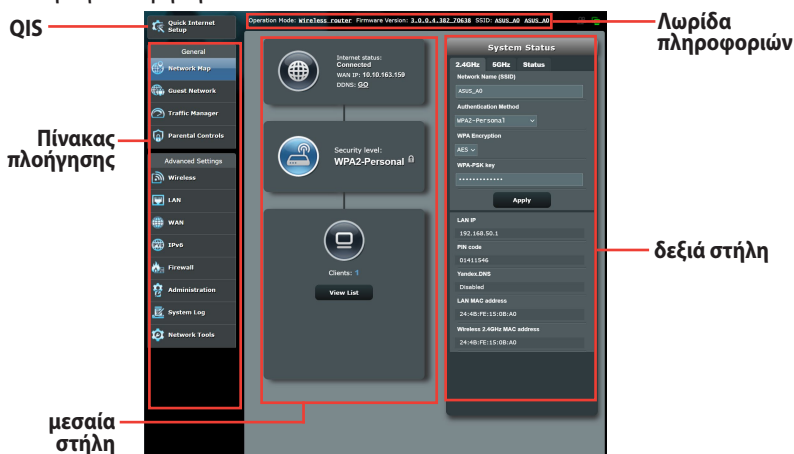 QIS
Quick Internet
Setup
Operation Mode: Wireless router Firmware Version: 3.0.0.4.382_70638 SSID: ASUS_A0 ASUS_A0
Λωρίδα
πληροφοριών
General
Network Map
Guest Network
Traffic Manager
Parental Controls
Πίνακας
πλοήγησης
Advanced Settings
Wireless
LAN
WAN
IPv6
Firewall
Administration
System Log
Network Tools
Internet status:
Connected
WAN IP: 10.10.163.159
DDNS: GO
Security level:
WPA2-Personal
Clients: 1
View List
μεσαία
στήλη
System Status
2.4GHz 5GHz Status
Network Name (SSID)
ASUS_A0
Authentication Method
WPA2-Personal
WPA Encryption
AES
WPA-PSK key
•••••••••••••
Apply
LAN IP
192.168.50.1
PIN code
01411546
Yandex.DNS
Disabled
LAN MAC address
24:4B:FE:15:0B:A0
Wireless 2.4GHz MAC address
24:4B:FE:15:0B:A0
δεξιά στήλη